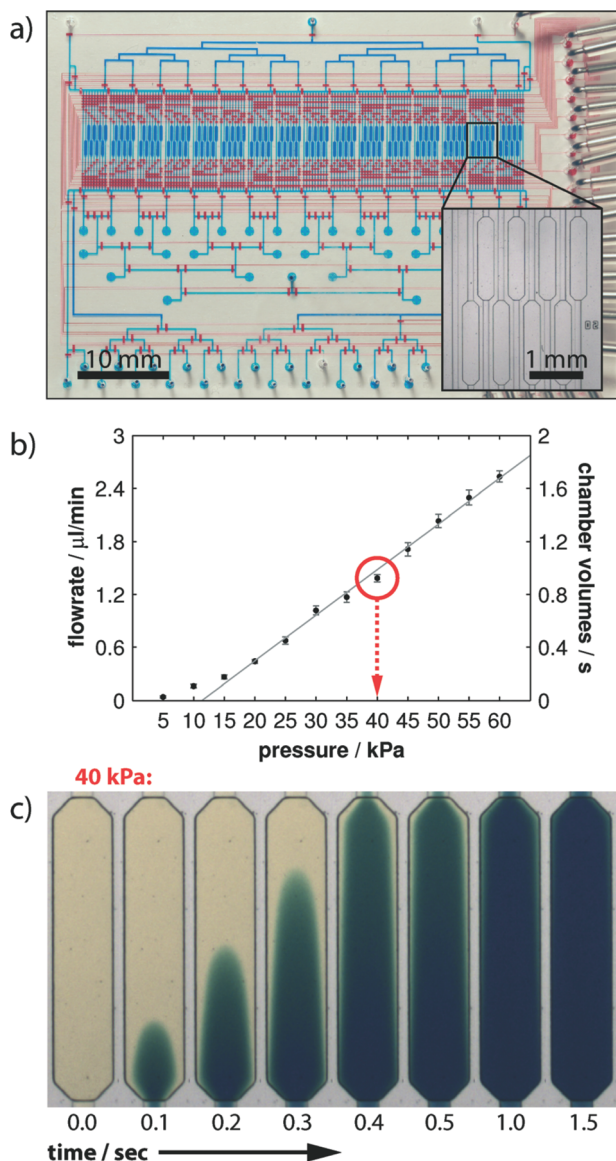 a)
10 mm
1 mm
b)
3
2.4
1.8
1.2
0.6
0
flowrate / μl/min
2
1.6
1.2
0.8
0.4
0
chamber volumes / s
5 10 15 20 25 30 35 40 45 50 55 60
pressure / kPa
40 kPa:
c)
0.0 0.1 0.2 0.3 0.4 0.5 1.0 1.5
time / sec